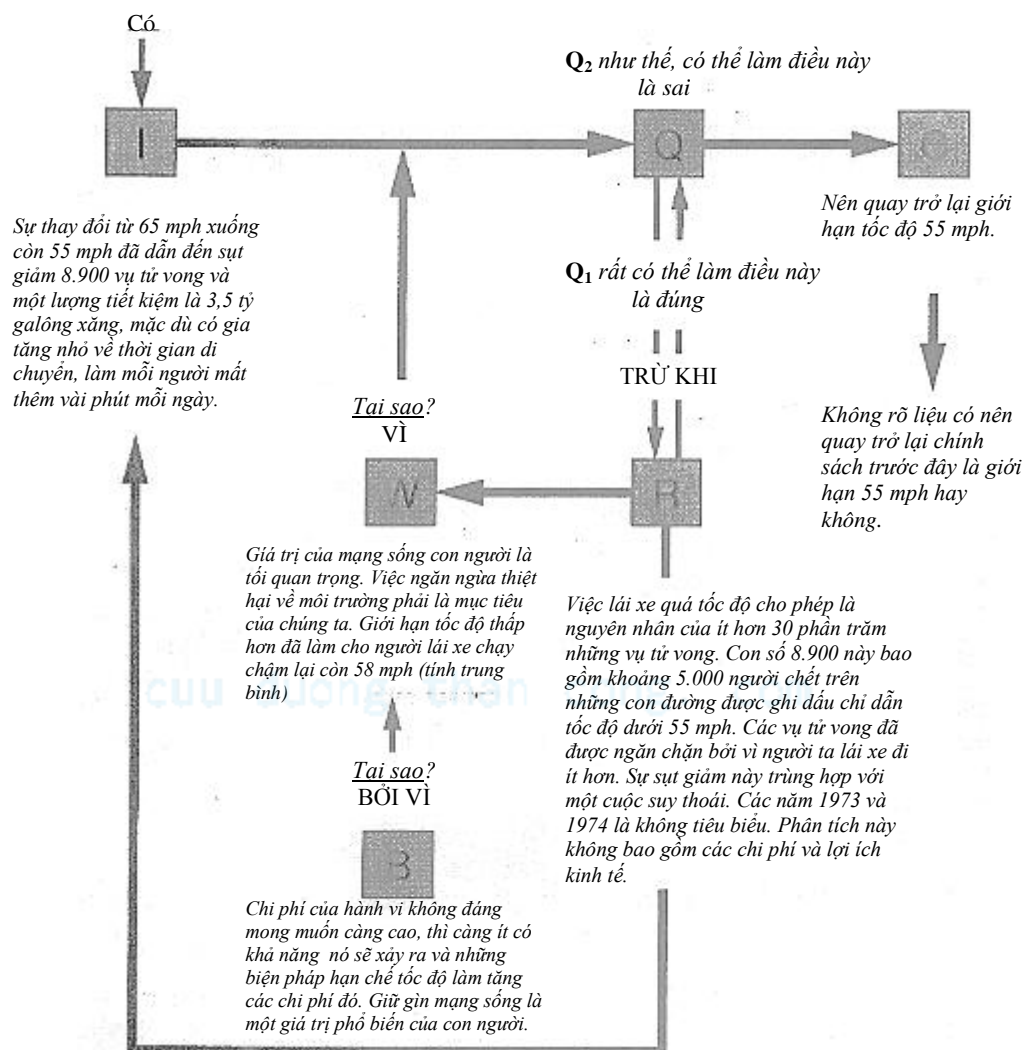 Có
Q₂ như thế, có thể làm điều này
là sai
I
Q
Sự thay đổi từ 65 mph xuống
còn 55 mph đã dẫn đến sụt
giảm 8.900 vụ tử vong và
một lượng tiết kiệm là 3,5 tỷ
galông xăng, mặc dù có gia
tăng nhỏ về thời gian di
chuyển, làm mỗi người mất
thêm vài phút mỗi ngày.
Nên quay trở lại giới
hạn tốc độ 55 mph.
Q₁ rất có thể làm điều này
là đúng
TRỪ KHI
Tai sao?
VÌ
Không rõ liệu có nên
quay trở lại chính
sách trước đây là giới
hạn 55 mph hay
không.
W
R
Giá trị của mạng sống con người là
tối quan trọng. Việc ngăn ngừa thiệt
hại về môi trường phải là mục tiêu
của chúng ta. Giới hạn tốc độ thấp
hơn đã làm cho người lái xe chạy
chậm lại còn 58 mph (tính trung
bình)
Việc lái xe quá tốc độ cho phép là
nguyên nhân của ít hơn 30 phần trăm
những vụ tử vong. Con số 8.900 này bao
gồm khoảng 5.000 người chết trên
những con đường được ghi dấu chỉ dẫn
tốc độ dưới 55 mph. Các vụ tử vong đã
được ngăn chặn bởi vì người ta lái xe đi
ít hơn. Sự sụt giảm này trùng hợp với
một cuộc suy thoái. Các năm 1973 và
1974 là không tiêu biểu. Phân tích này
không bao gồm các chi phí và lợi ích
kinh tế.
cuu duong than cong . com
Tai sao?
BỞI VÌ
B
Chi phí của hành vi không đáng
mong muốn càng cao, thì càng ít có
khả năng nó sẽ xảy ra và những
biện pháp hạn chế tốc độ làm tăng
các chi phí đó. Giữ gìn mạng sống là
một giá trị phổ biến của con người.